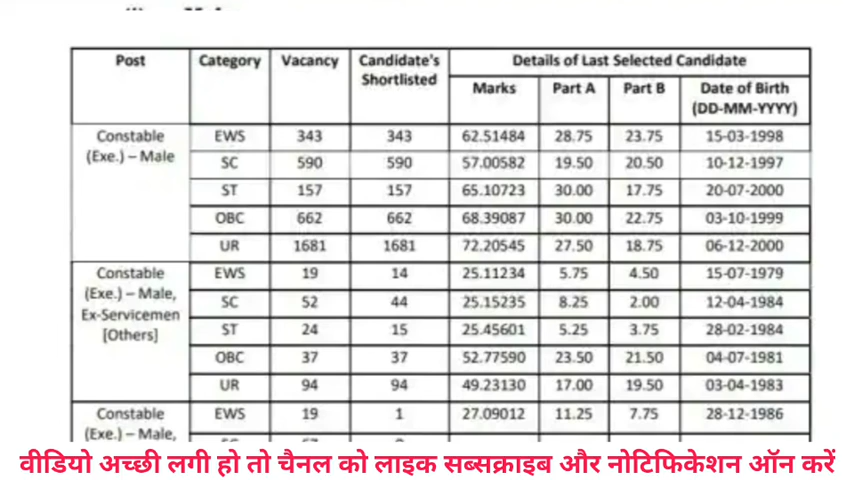 Post Category Vacancy Candidate's Shortlisted Details of Last Selected Candidate
Marks Part A Part B Date of Birth (DD-MM-YYYY)
Constable (Exe.) – Male EWS 343 343 62.51484 28.75 23.75 15-03-1998
SC 590 590 57.00582 19.50 20.50 10-12-1997
ST 157 157 65.10723 30.00 17.75 20-07-2000
OBC 662 662 68.39087 30.00 22.75 03-10-1999
UR 1681 1681 72.20545 27.50 18.75 06-12-2000
Constable (Exe.) – Male, Ex-Servicemen [Others] EWS 19 14 25.11234 5.75 4.50 15-07-1979
SC 52 44 25.15235 8.25 2.00 12-04-1984
ST 24 15 25.45601 5.25 3.75 28-02-1984
OBC 37 37 52.77590 23.50 21.50 04-07-1981
UR 94 94 49.23130 17.00 19.50 03-04-1983
Constable (Exe.) – Male, EWS 19 1 27.09012 11.25 7.75 28-12-1986
वीडियो अच्छी लगी हो तो चैनल को लाइक सब्सक्राइब और नोटिफिकेशन ऑन करें